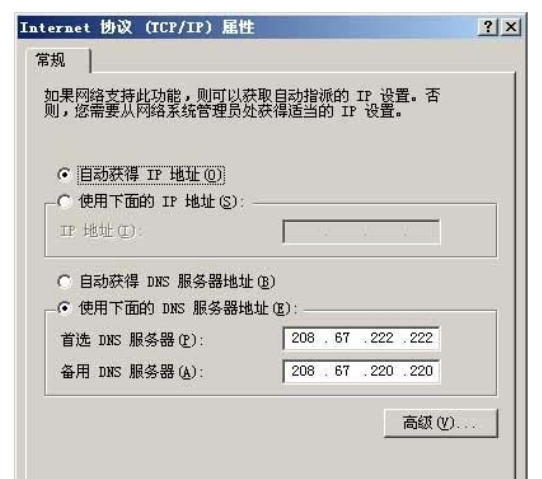 Internet 协议 (TCP/IP) 属性
常规
如果网络支持此功能，则可以获取自动指派的 IP 设置。否
则，您需要从网络系统管理员处获得适当的 IP 设置。
自动获得 IP 地址(O)
使用下面的 IP 地址(S):
IP 地址(I):
自动获得 DNS 服务器地址(B)
使用下面的 DNS 服务器地址(E):
首选 DNS 服务器(P): 208 . 67 .222 .222
备用 DNS 服务器(A): 208 . 67 .220 .220
高级(V)...